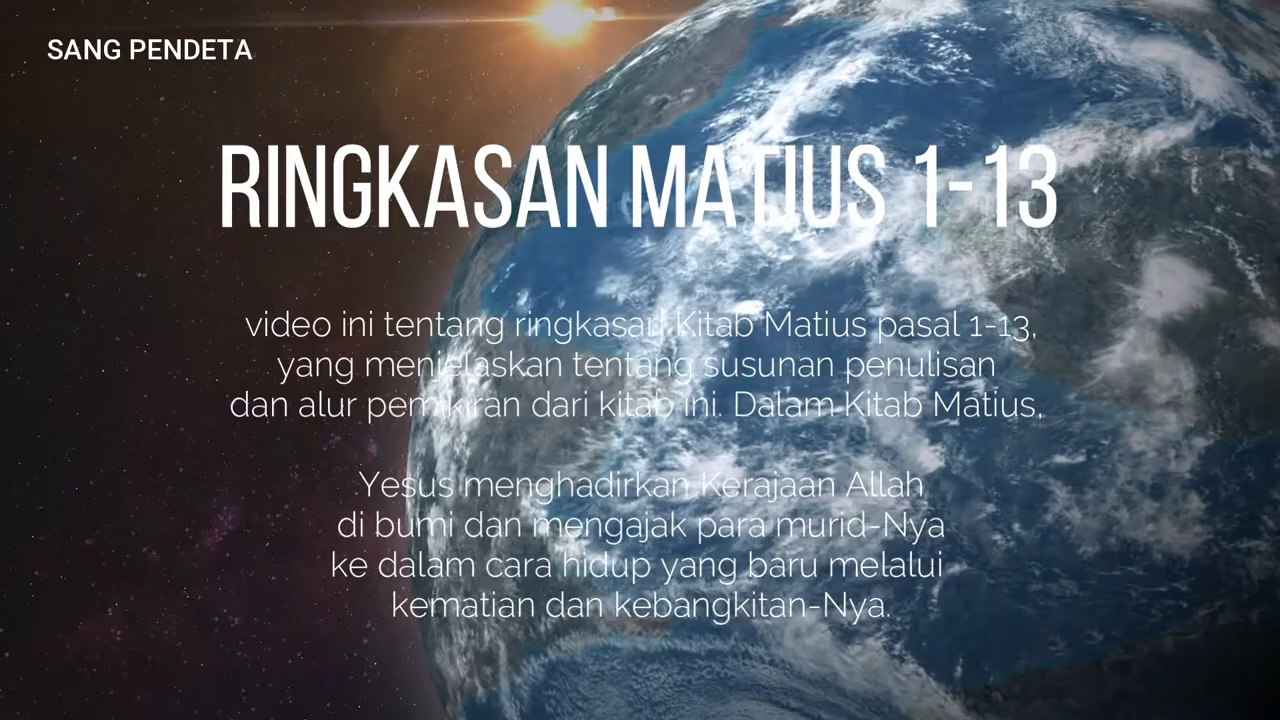 SANG PENDETA
RINGKASAN MATIUS 1-13
video ini tentang ringkasan Kitab Matius pasal 1-13,
yang menjelaskan tentang susunan penulisan
dan alur pemikiran dari kitab ini. Dalam Kitab Matius,
Yesus menghadirkan Kerajaan Allah
di bumi dan mengajak para murid-Nya
ke dalam cara hidup yang baru melalui
kematian dan kebangkitan-Nya.